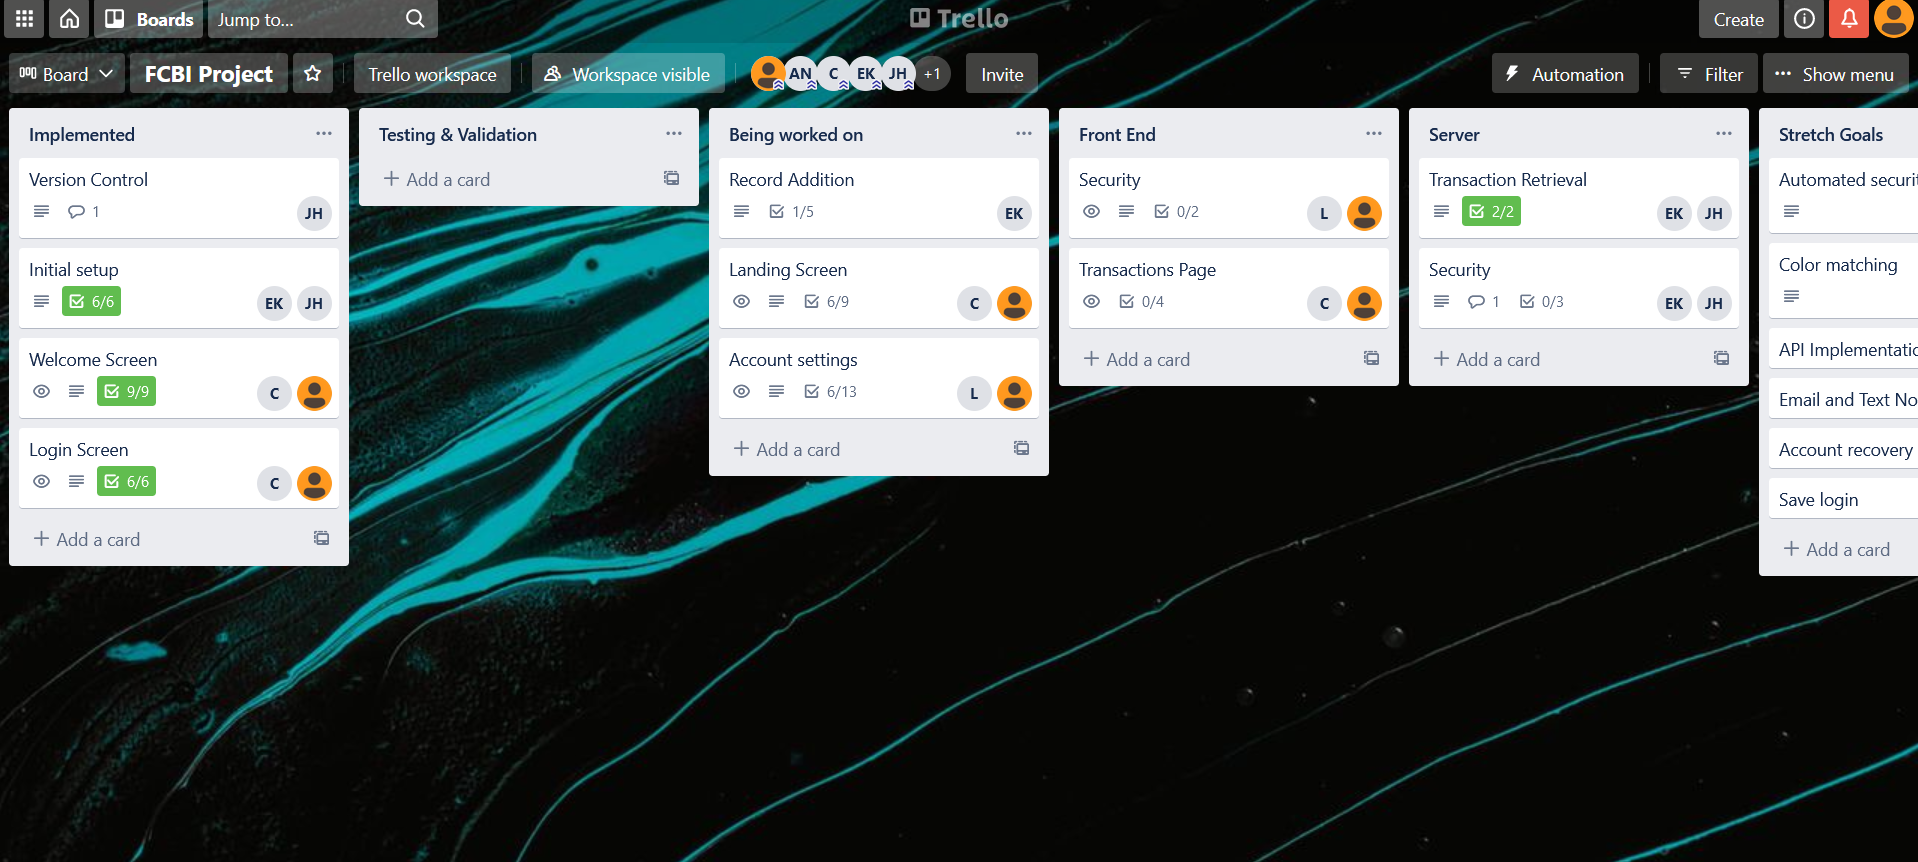 Boards
Jump to...
Trello
Create
Board
FCBI Project
Trello workspace
Workspace visible
AN
C
EK
JH
+1
Invite
Automation
Filter
Show menu
Implemented
Version Control
1
JH
Initial setup
6/6
EK
JH
Welcome Screen
9/9
C
Login Screen
6/6
C
Add a card
Testing & Validation
Add a card
Being worked on
Record Addition
1/5
EK
Landing Screen
6/9
C
Account settings
6/13
L
Add a card
Front End
Security
0/2
L
Transactions Page
0/4
C
Add a card
Server
Transaction Retrieval
2/2
EK
JH
Security
1
0/3
EK
JH
Add a card
Stretch Goals
Automated securit
Color matching
API Implementatio
Email and Text No
Account recovery
Save login
Add a card